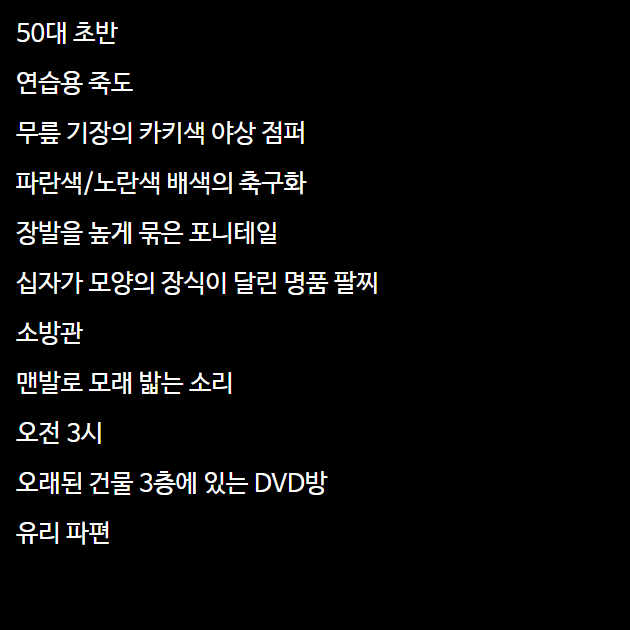 50대 초반
연습용 죽도
무릎 기장의 카키색 야상 점퍼
파란색/노란색 배색의 축구화
장발을 높게 묶은 포니테일
십자가 모양의 장식이 달린 명품 팔찌
소방관
맨발로 모래 밟는 소리
오전 3시
오래된 건물 3층에 있는 DVD방
유리 파편